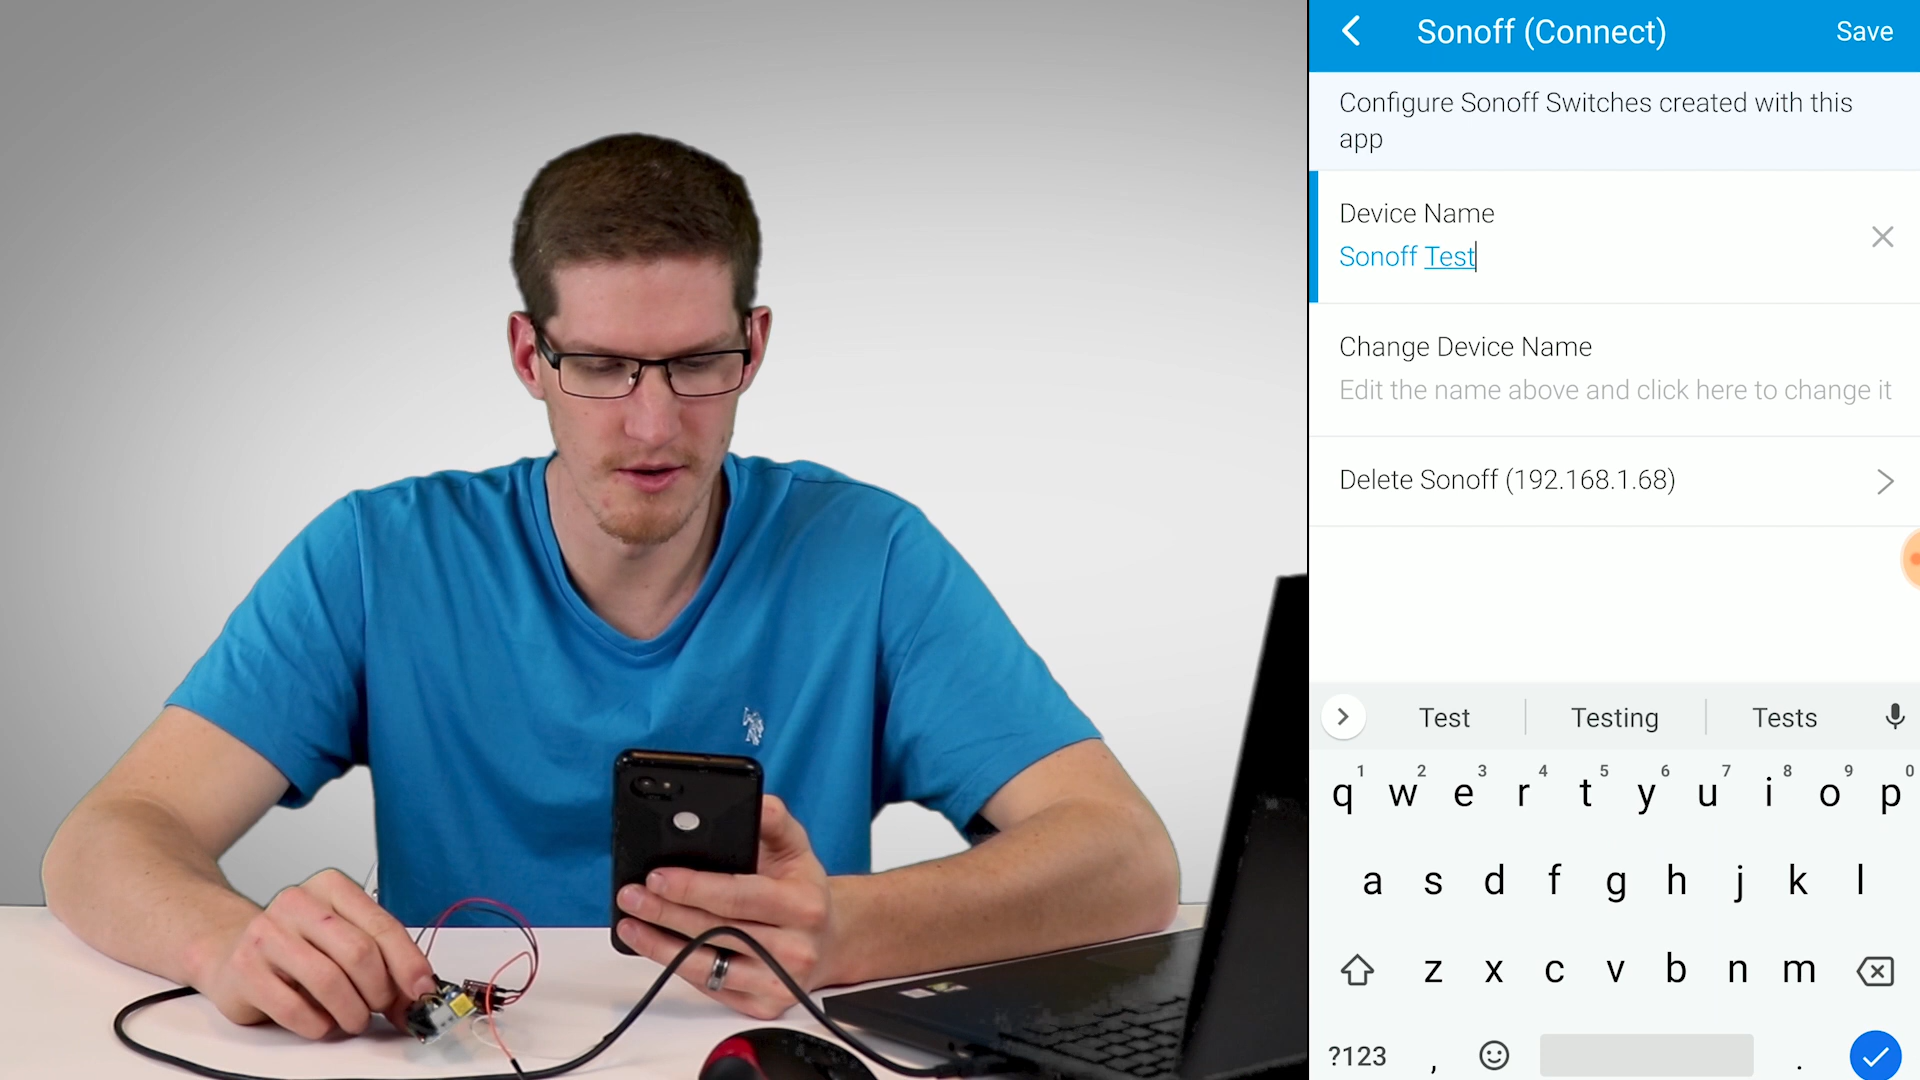 Sonoff (Connect)
Save
Configure Sonoff Switches created with this
app
Device Name
Sonoff Test
Change Device Name
Edit the name above and click here to change it
Delete Sonoff (192.168.1.68)
Test Testing Tests
1 2 3 4 5 6 7 8 9 0
q w e r t y u i o p
a s d f g h j k l
z x c v b n m
?123 , .